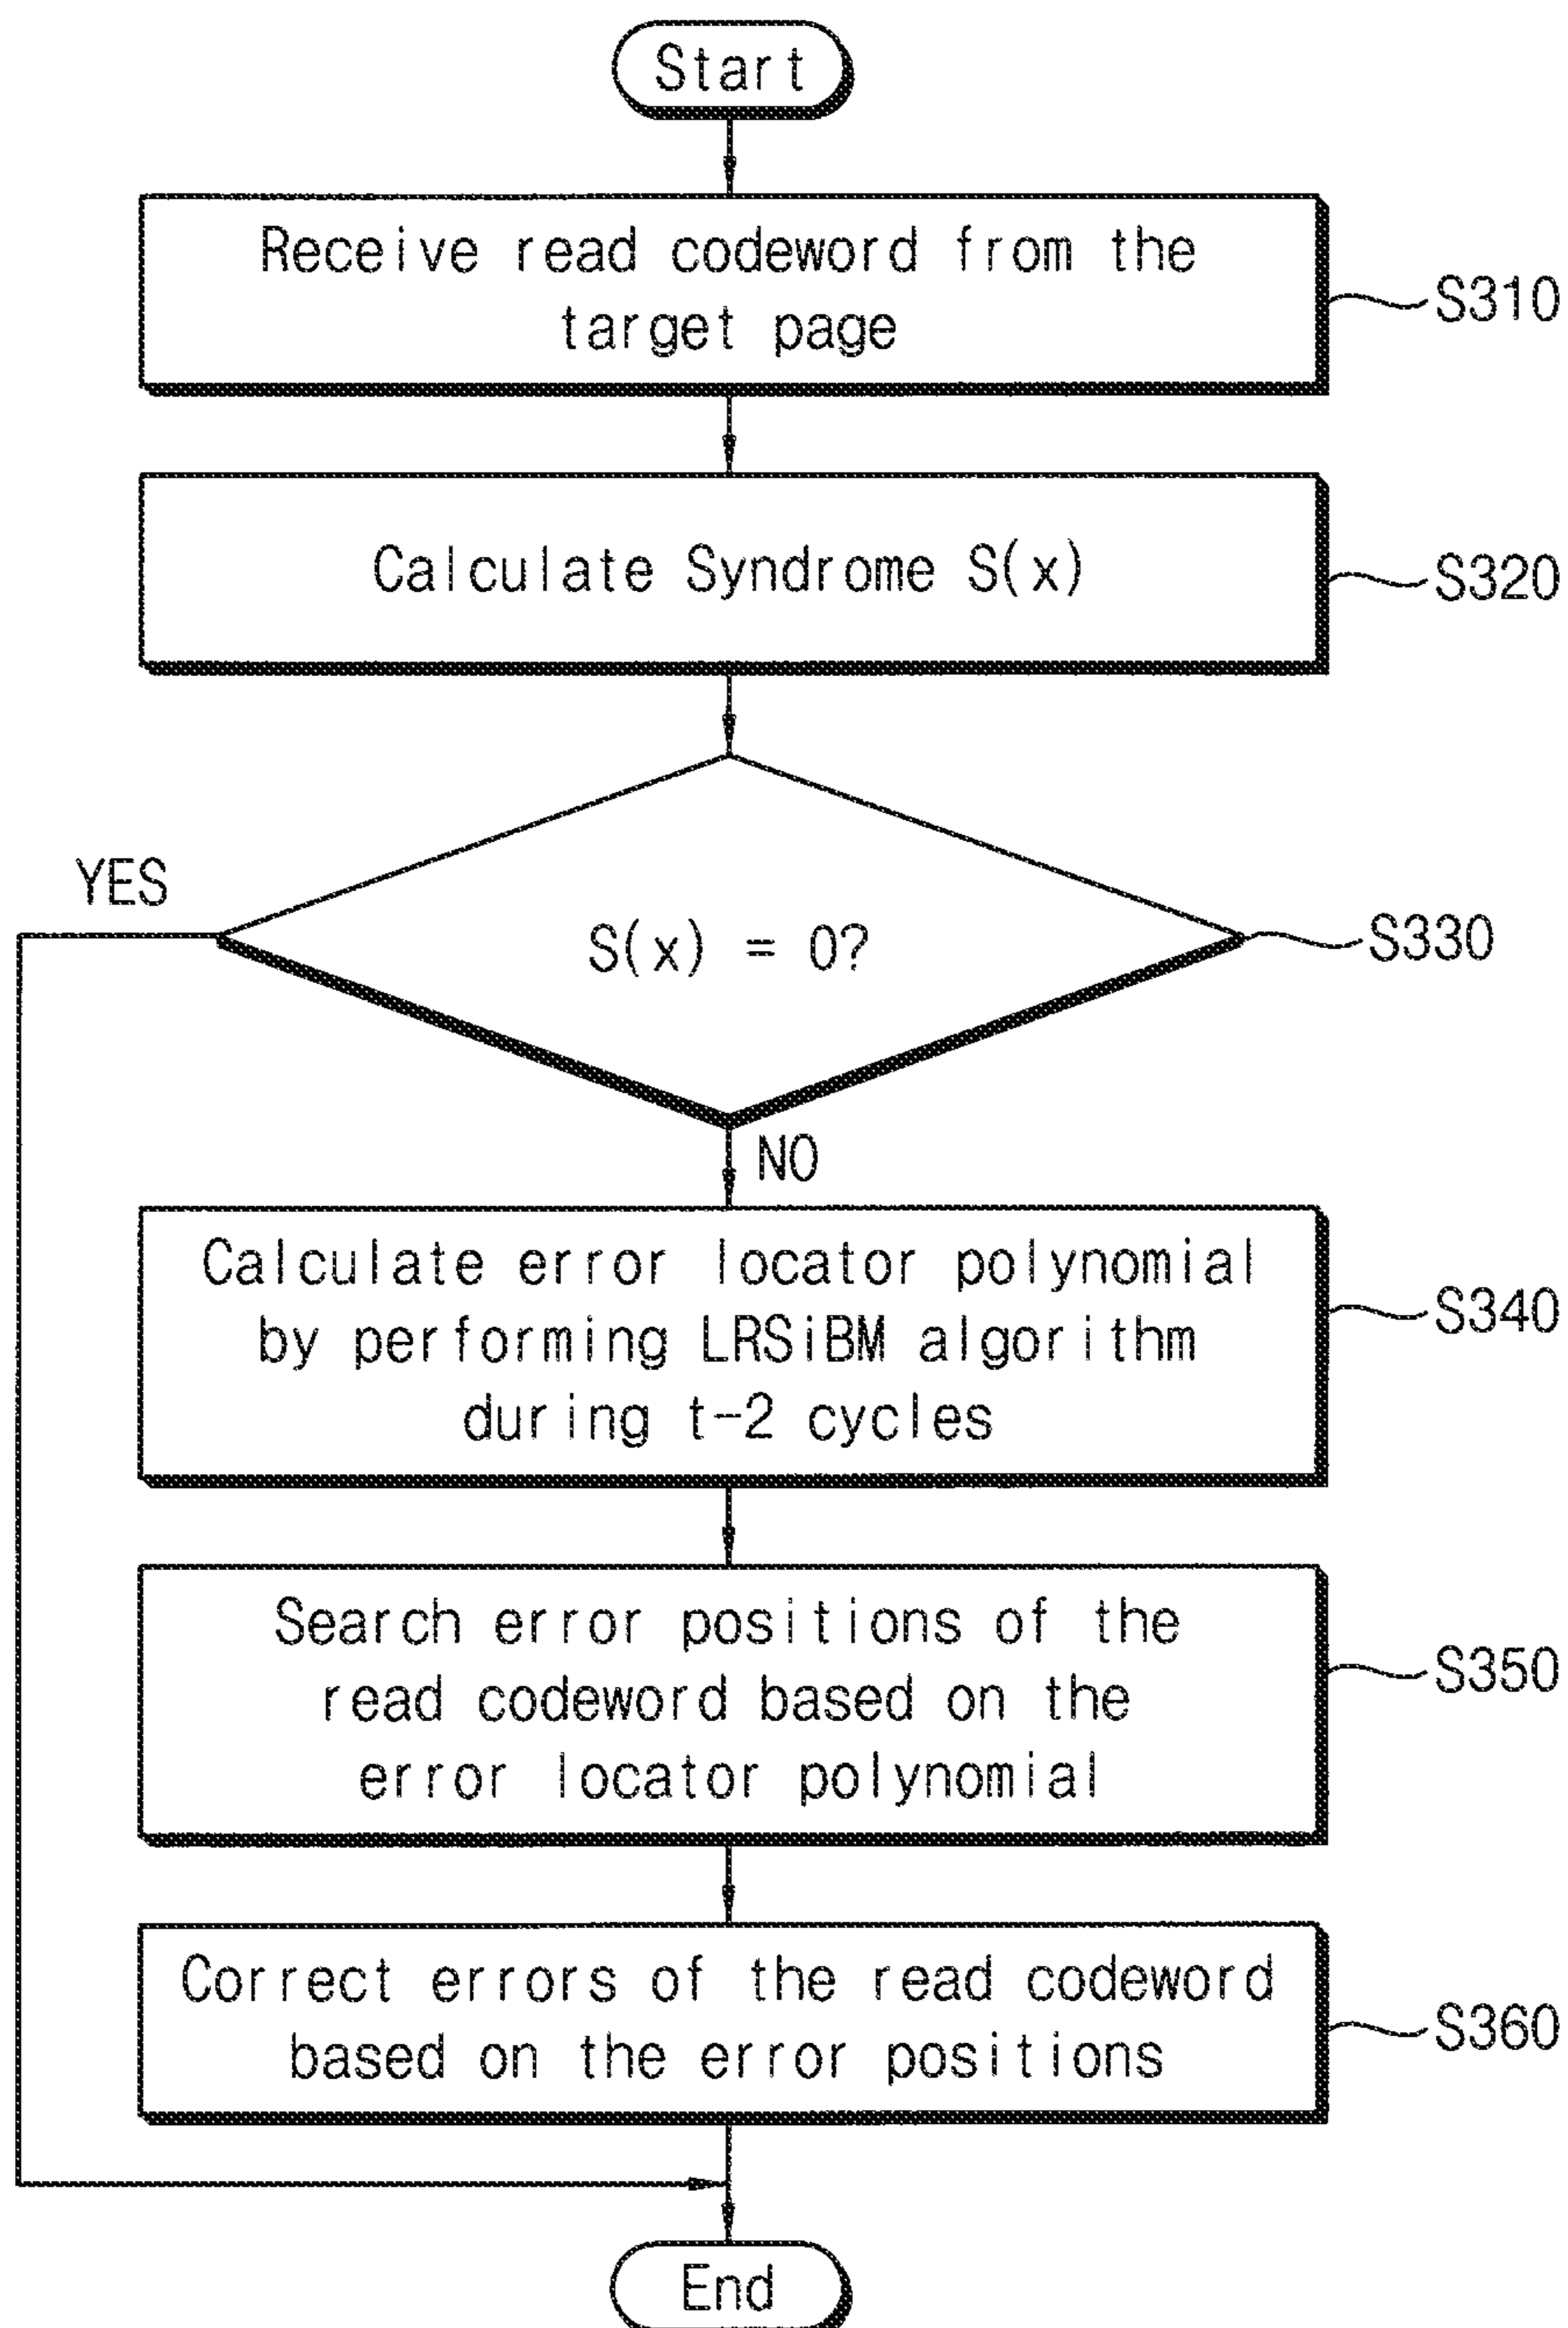 Start
Receive read codeword from the
target page
S310
Calculate Syndrome S(x)
S320
YES
S(x) = 0?
S330
NO
Calculate error locator polynomial
by performing LRSiBM algorithm
during t-2 cycles
S340
Search error positions of the
read codeword based on the
error locator polynomial
S350
Correct errors of the read codeword
based on the error positions
S360
End